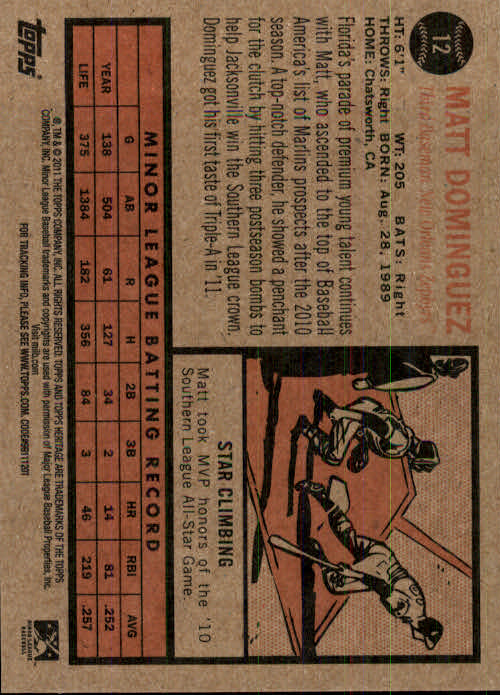 12
MATT DOMINGUEZ
HT: 6'1" WT: 205 BATS: Right
THROWS: Right BORN: Aug. 28, 1989
HOME: Chatsworth, CA
Florida's parade of premium young talent continues
with Matt, who ascended to the top of Baseball
America's list of Marlins prospects after the 2010
season. A top-notch defender, he showed a penchant
for the clutch by hitting three postseason bombs to
help Jacksonville win the Southern League crown.
Dominguez got his first taste of Triple-A in '11.
STAR CLIMBING
Matt took MVP honors of the '10
Southern League All-Star Game.
MINOR LEAGUE BATTING RECORD
G AB R H 2B 3B HR RBI AVG
YEAR 138 504 61 127 34 2 14 81 .252
LIFE 375 1384 182 356 84 3 46 219 .257
TOPPS
® TM & © 2011 THE TOPPS COMPANY, INC. ALL RIGHTS RESERVED. TOPPS AND TOPPS HERITAGE ARE TRADEMARKS OF THE TOPPS
COMPANY, INC. Minor League Baseball trademarks and copyrights are used with permission of Major League Baseball Properties, Inc.
Visit milb.com
FOR TRACKING INFO, PLEASE SEE WWW.TOPPS.COM. CODE#9B11720T
MINOR LEAGUE
BASEBALL